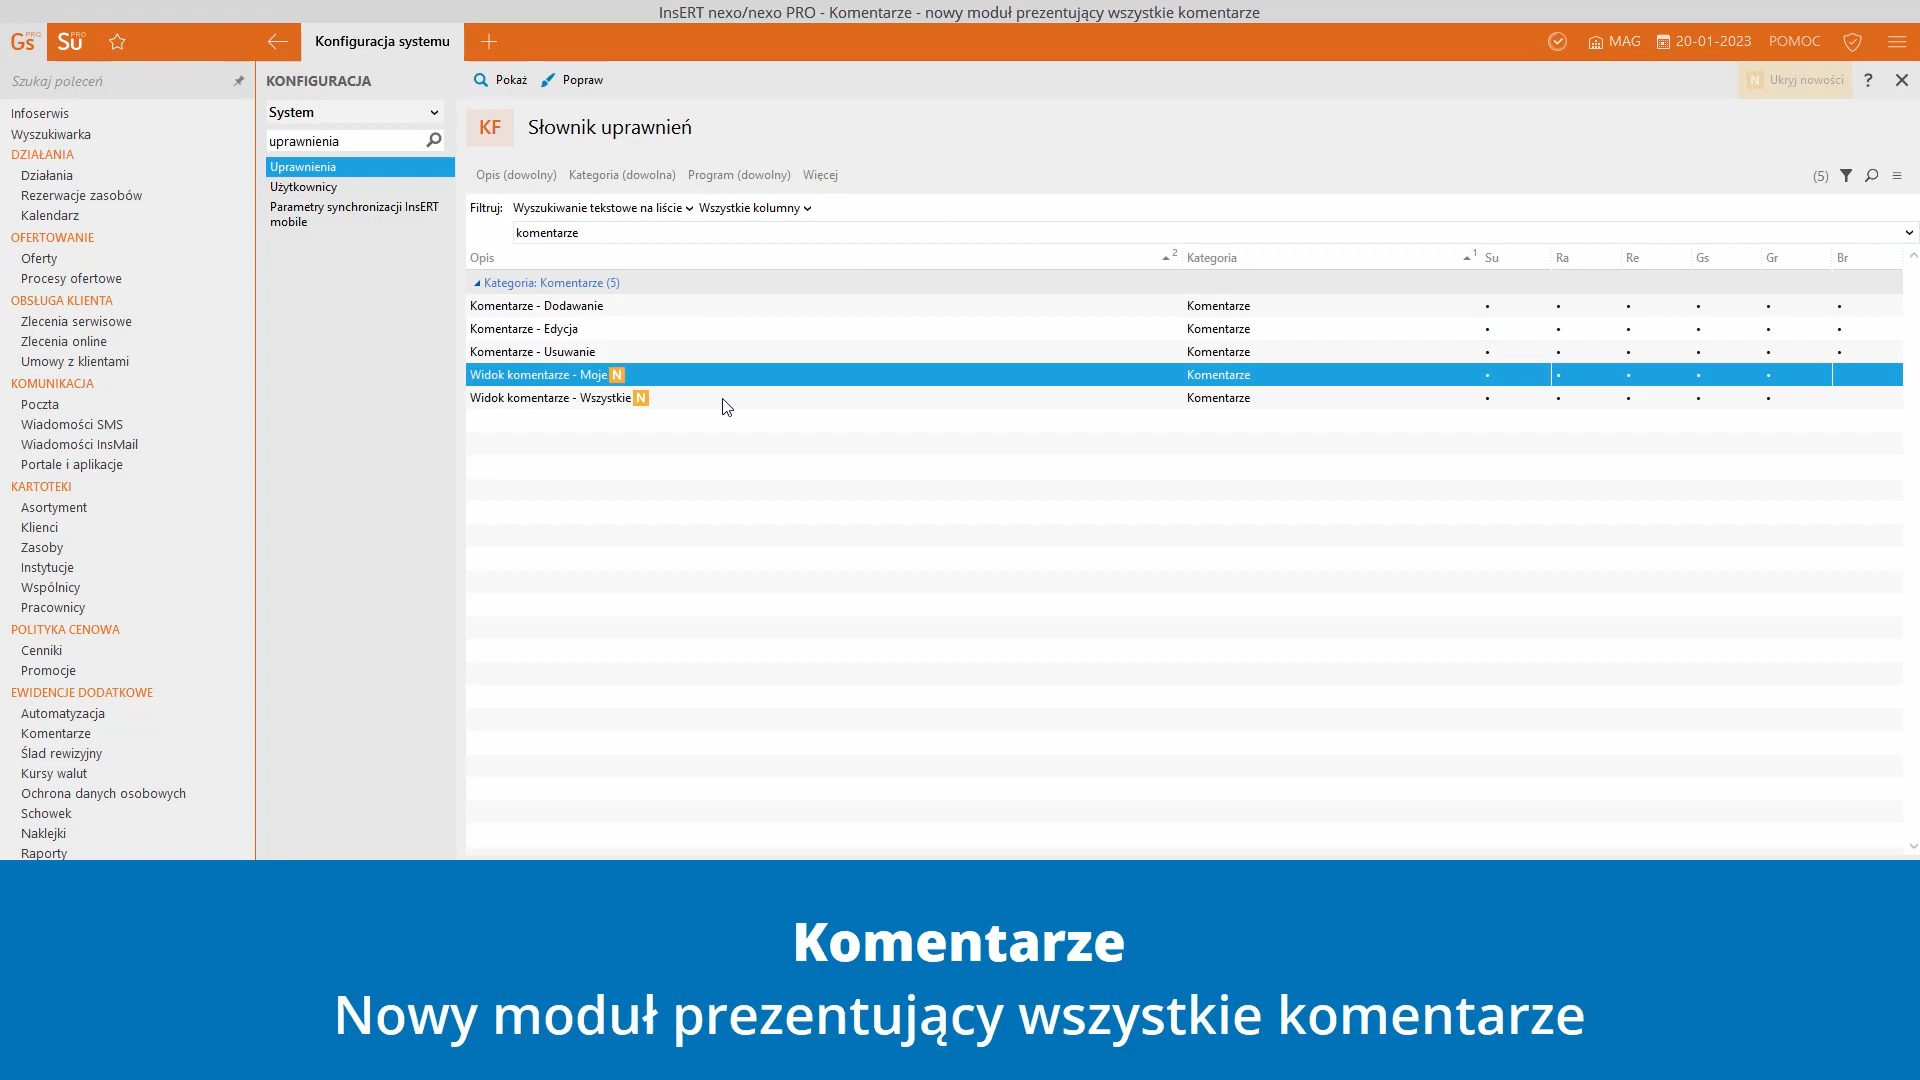 InsERT nexo/nexo PRO - Komentarze - nowy moduł prezentujący wszystkie komentarze
Gs PRO Su PRO Konfiguracja systemu MAG 20-01-2023 POMOC
Szukaj poleceń
Infoserwis
Wyszukiwarka
DZIAŁANIA
Działania
Rezerwacje zasobów
Kalendarz
OFERTOWANIE
Oferty
Procesy ofertowe
OBSŁUGA KLIENTA
Zlecenia serwisowe
Zlecenia online
Umowy z klientami
KOMUNIKACJA
Poczta
Wiadomości SMS
Wiadomości InsMail
Portale i aplikacje
KARTOTEKI
Asortyment
Klienci
Zasoby
Instytucje
Wspólnicy
Pracownicy
POLITYKA CENOWA
Cenniki
Promocje
EWIDENCJE DODATKOWE
Automatyzacja
Komentarze
Ślad rewizyjny
Kursy walut
Ochrona danych osobowych
Schowek
Naklejki
Raporty
KONFIGURACJA
System
uprawnienia
Uprawnienia
Użytkownicy
Parametry synchronizacji InsERT
mobile
Pokaż Popraw N Ukryj nowości ?
KF Słownik uprawnień
Opis (dowolny) Kategoria (dowolna) Program (dowolny) Więcej (5)
Filtruj: Wyszukiwanie tekstowe na liście Wszystkie kolumny
komentarze
Opis 2 Kategoria 1 Su Ra Re Gs Gr Br
Kategoria: Komentarze (5)
Komentarze - Dodawanie Komentarze • • • • • •
Komentarze - Edycja Komentarze • • • • • •
Komentarze - Usuwanie Komentarze • • • • • •
Widok komentarze - Moje N Komentarze • • • • •
Widok komentarze - Wszystkie N Komentarze • • • • •
Komentarze
Nowy moduł prezentujący wszystkie komentarze